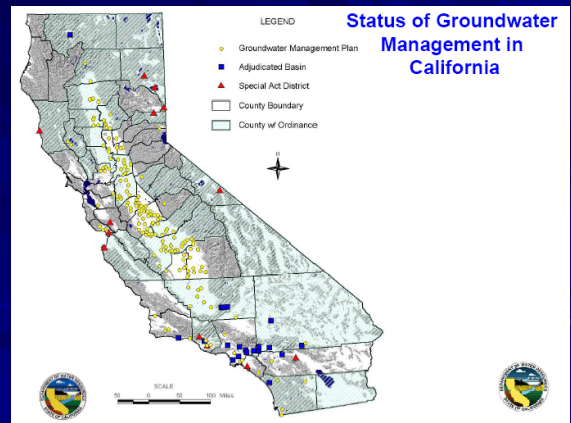 Status of Groundwater
Management in
California
LEGEND
Groundwater Management Plan
Adjudicated Basin
Special Act District
County Boundary
County w/ Ordinance
N
SCALE
50 0 50 100 Miles